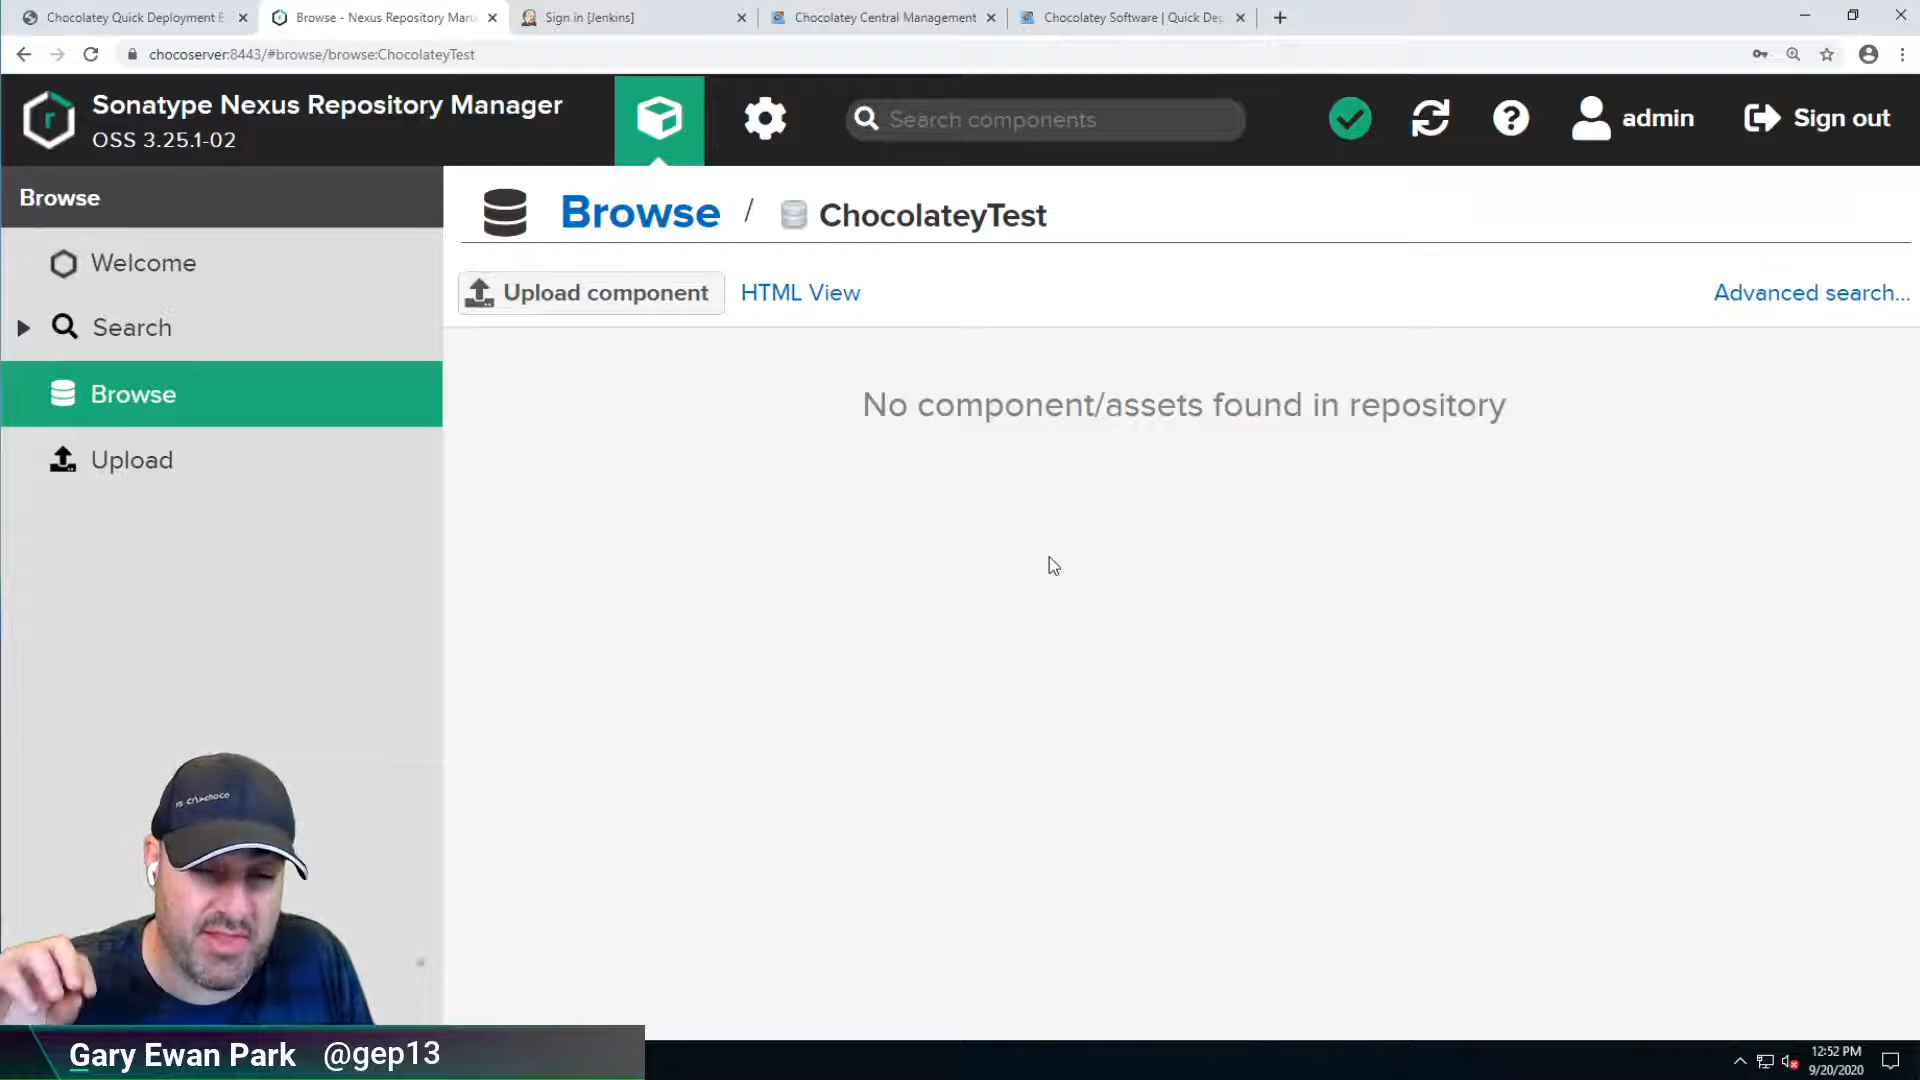 Chocolatey Quick Deployment E
Browse - Nexus Repository Mana
Sign in [Jenkins]
Chocolatey Central Management
Chocolatey Software | Quick Dep
chocoserver:8443/#browse/browse:ChocolateyTest
Sonatype Nexus Repository Manager
OSS 3.25.1-02
Search components
admin
Sign out
Browse
Browse / ChocolateyTest
Welcome
Upload component
HTML View
Advanced search...
Search
Browse
No component/assets found in repository
Upload
PS C:\>choco
Gary Ewan Park @gep13
12:52 PM
9/20/2020